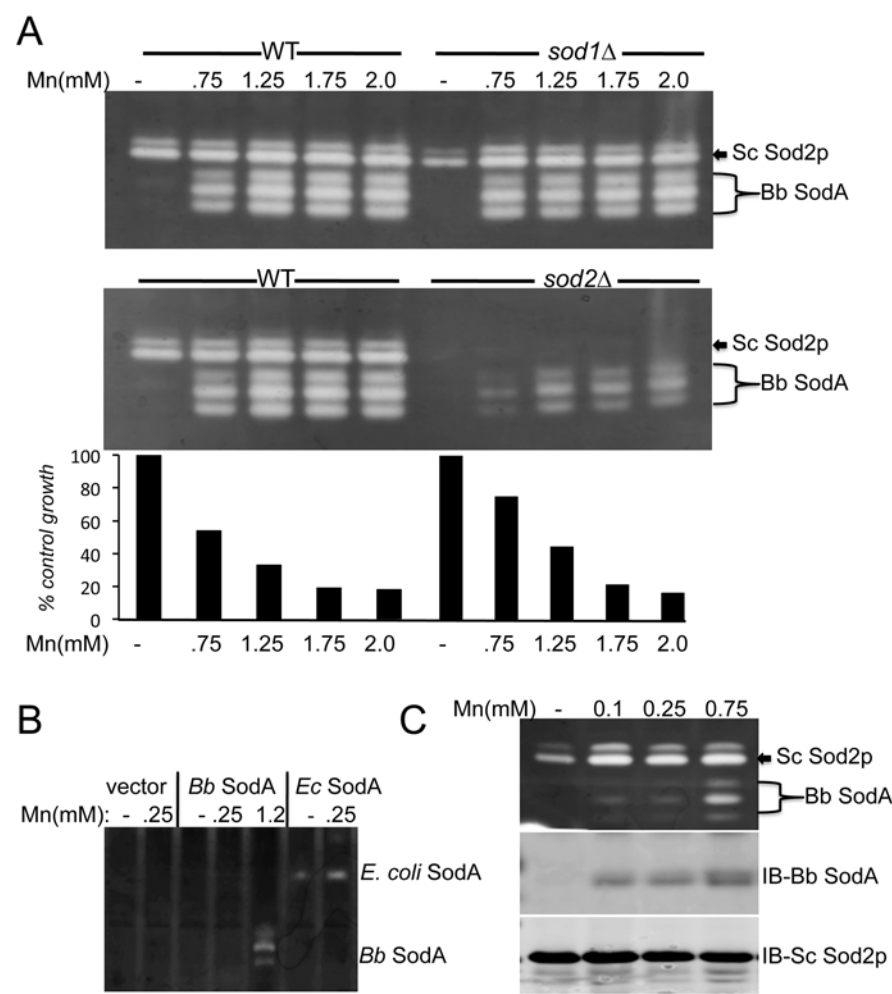 A
WT sod1Δ
Mn(mM) - .75 1.25 1.75 2.0 - .75 1.25 1.75 2.0
Sc Sod2p
Bb SodA
WT sod2Δ
Sc Sod2p
Bb SodA
% control growth
100
80
60
40
20
0
Mn(mM) - .75 1.25 1.75 2.0 - .75 1.25 1.75 2.0
B
vector Bb SodA Ec SodA
Mn(mM): - .25 - .25 1.2 - .25
E. coli SodA
Bb SodA
C
Mn(mM) - 0.1 0.25 0.75
Sc Sod2p
Bb SodA
IB-Bb SodA
IB-Sc Sod2p